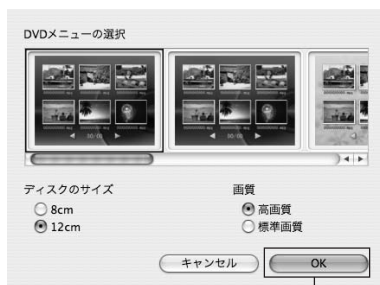 DVDメニューの選択
ディスクのサイズ
8cm
12cm
画質
高画質
標準画質
キャンセル
OK